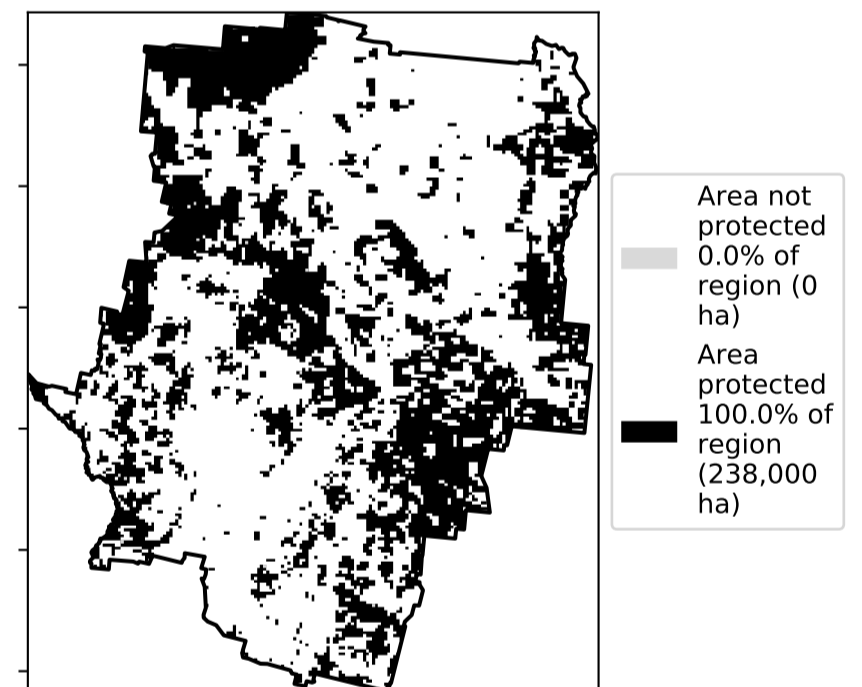 Area not
protected
0.0% of
region (0
ha)
Area
protected
100.0% of
region
(238,000
ha)